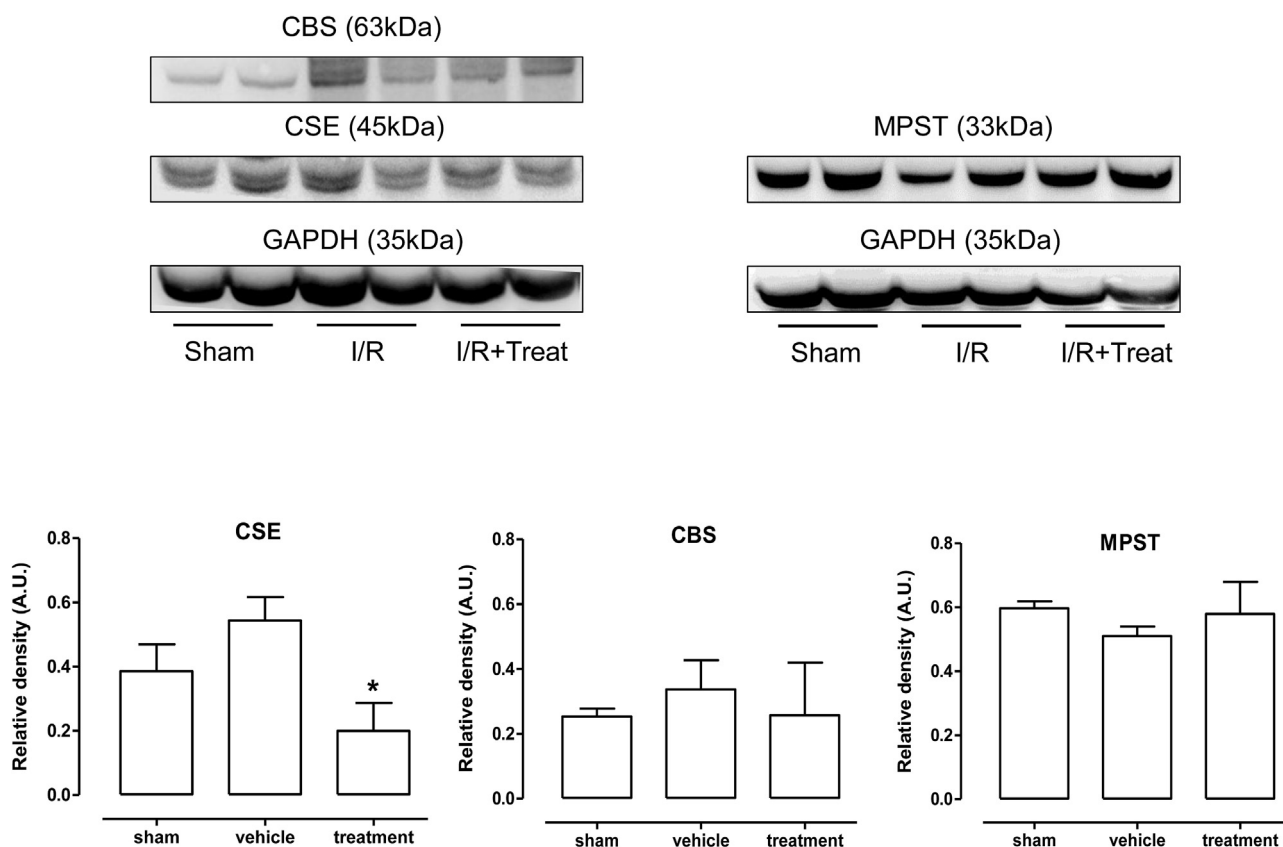 CBS (63kDa)
CSE (45kDa)
GAPDH (35kDa)
Sham I/R I/R+Treat
MPST (33kDa)
GAPDH (35kDa)
Sham I/R I/R+Treat
CSE
Relative density (A.U.)
0.8
0.6
0.4
0.2
0.0
*
sham vehicle treatment
CBS
Relative density (A.U.)
0.8
0.6
0.4
0.2
0.0
sham vehicle treatment
MPST
Relative density (A.U.)
0.8
0.6
0.4
0.2
0.0
sham vehicle treatment